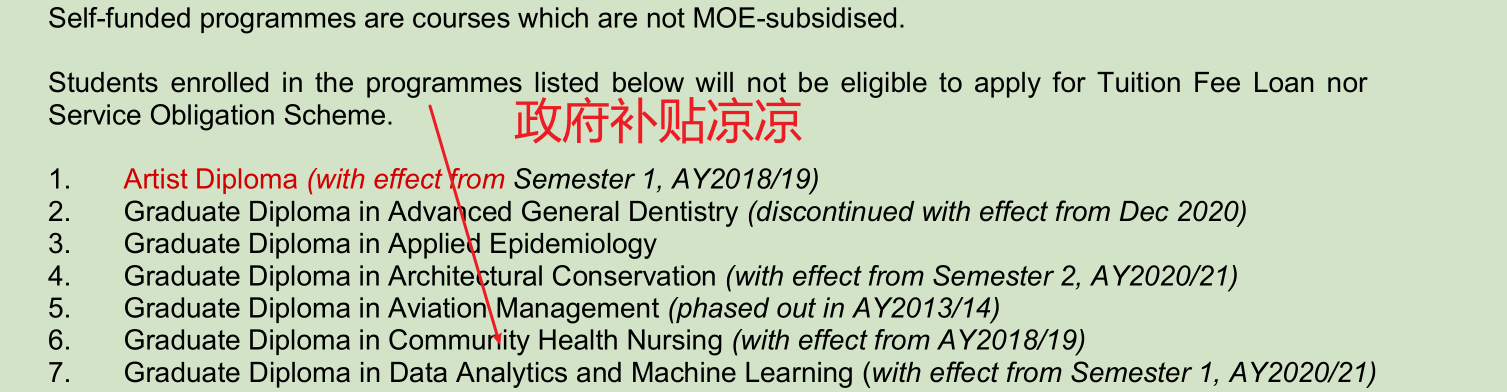 Self-funded programmes are courses which are not MOE-subsidised.
Students enrolled in the programmes listed below will not be eligible to apply for Tuition Fee Loan nor
Service Obligation Scheme.
政府补贴凉凉
1. Artist Diploma (with effect from Semester 1, AY2018/19)
2. Graduate Diploma in Advanced General Dentistry (discontinued with effect from Dec 2020)
3. Graduate Diploma in Applied Epidemiology
4. Graduate Diploma in Architectural Conservation (with effect from Semester 2, AY2020/21)
5. Graduate Diploma in Aviation Management (phased out in AY2013/14)
6. Graduate Diploma in Community Health Nursing (with effect from AY2018/19)
7. Graduate Diploma in Data Analytics and Machine Learning (with effect from Semester 1, AY2020/21)